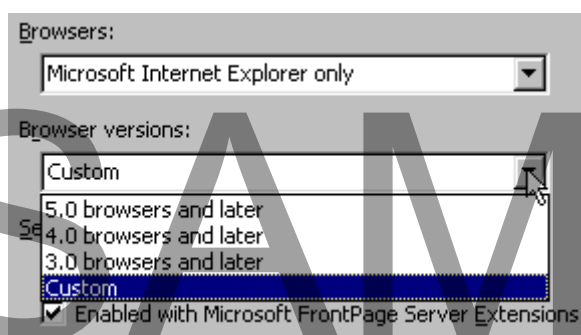 Browsers:
Microsoft Internet Explorer only
Browser versions:
Custom
5.0 browsers and later
Se
4.0 browsers and later
3.0 browsers and later
Custom
Enabled with Microsoft FrontPage Server Extensions
SAM